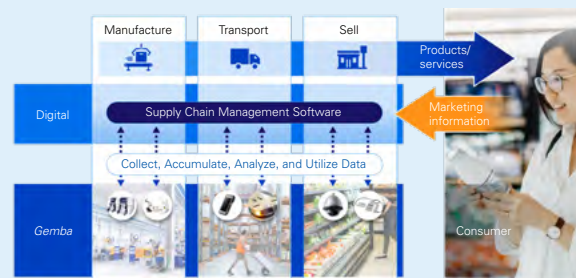 Manufacture
Transport
Sell
Products/
services
Digital
Supply Chain Management Software
Marketing
information
Collect, Accumulate, Analyze, and Utilize Data
Gemba
Consumer